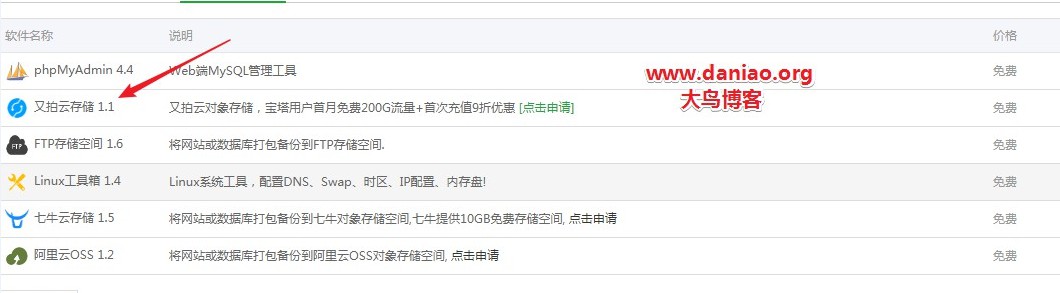 软件名称 说明 价格
phpMyAdmin 4.4 Web端MySQL管理工具 免费
www.daniao.org
大鸟博客
又拍云存储 1.1 又拍云对象存储，宝塔用户首月免费200G流量+首次充值9折优惠 [点击申请] 免费
FTP FTP存储空间 1.6 将网站或数据库打包备份到FTP存储空间. 免费
Linux工具箱 1.4 Linux系统工具，配置DNS、Swap、时区、IP配置、内存盘! 免费
七牛云存储 1.5 将网站或数据库打包备份到七牛对象存储空间,七牛提供10GB免费存储空间, 点击申请 免费
阿里云OSS 1.2 将网站或数据库打包备份到阿里云OSS对象存储空间, 点击申请 免费